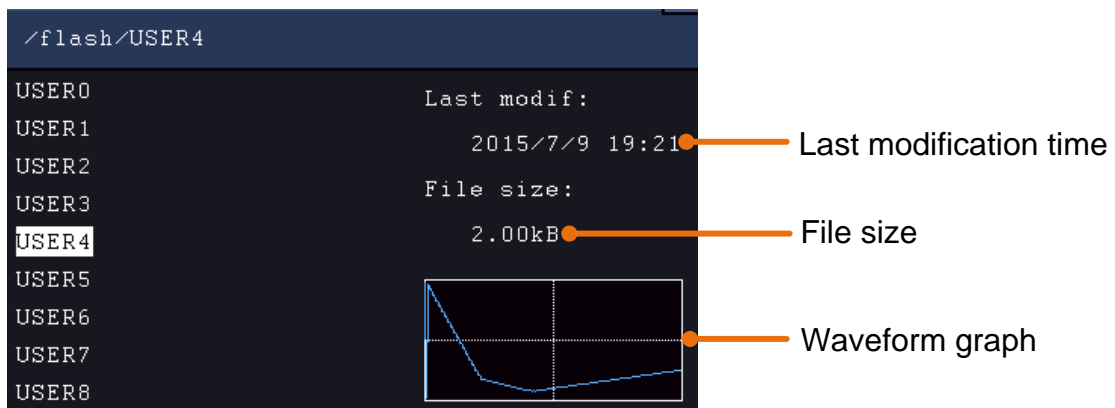 /flash/USER4
USER0
USER1
USER2
USER3
USER4
USER5
USER6
USER7
USER8
Last modif:
2015/7/9 19:21
File size:
2.00kB
Last modification time
File size
Waveform graph